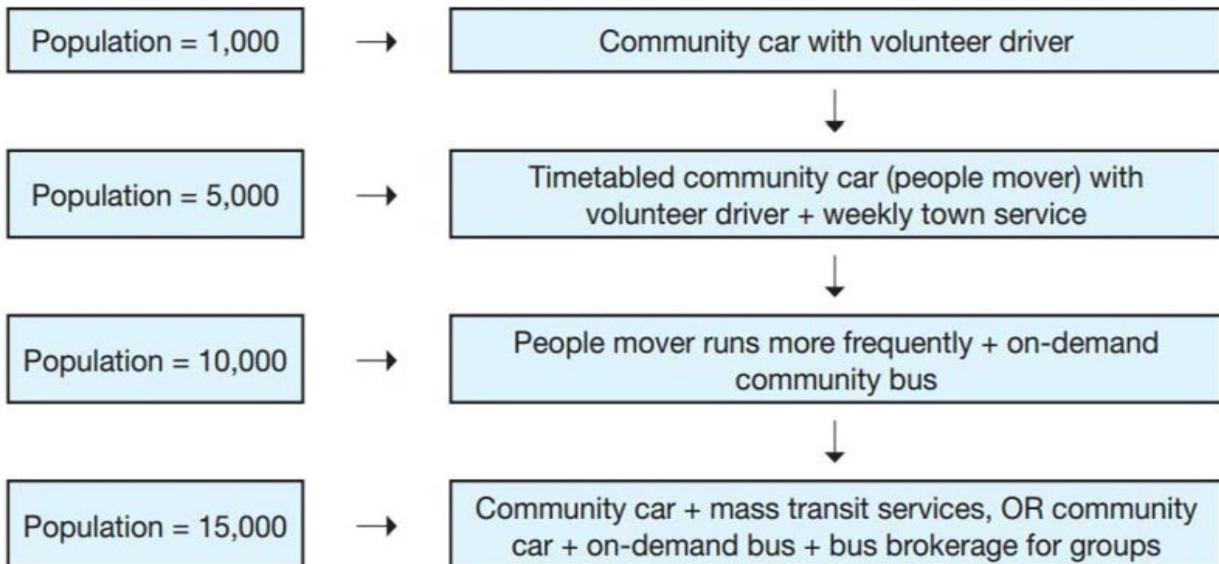 Population = 1,000
Community car with volunteer driver
Population = 5,000
Timetabled community car (people mover) with
volunteer driver + weekly town service
Population = 10,000
People mover runs more frequently + on-demand
community bus
Population = 15,000
Community car + mass transit services, OR community
car + on-demand bus + bus brokerage for groups